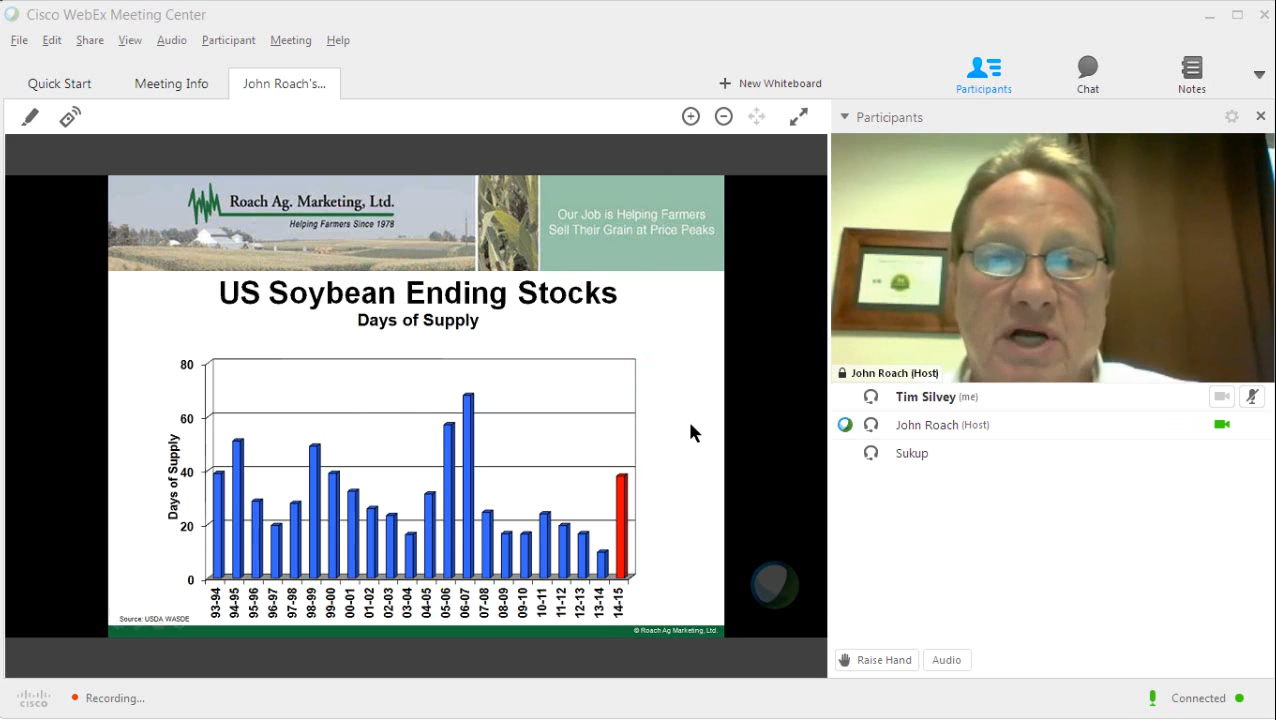 Cisco WebEx Meeting Center
File Edit Share View Audio Participant Meeting Help
Quick Start Meeting Info John Roach's... + New Whiteboard
Participants Chat Notes
Participants
Roach Ag. Marketing, Ltd.
Helping Farmers Since 1978
Our Job is Helping Farmers
Sell Their Grain at Price Peaks
US Soybean Ending Stocks
Days of Supply
Days of Supply
80
60
40
20
0
93-94 94-95 95-96 96-97 97-98 98-99 99-00 00-01 01-02 02-03 03-04 04-05 05-06 06-07 07-08 08-09 09-10 10-11 11-12 12-13 13-14 14-15
Source: USDA WASDE
© Roach Ag Marketing, Ltd.
John Roach (Host)
Tim Silvey (me)
John Roach (Host)
Sukup
Raise Hand Audio
cisco Recording... Connected